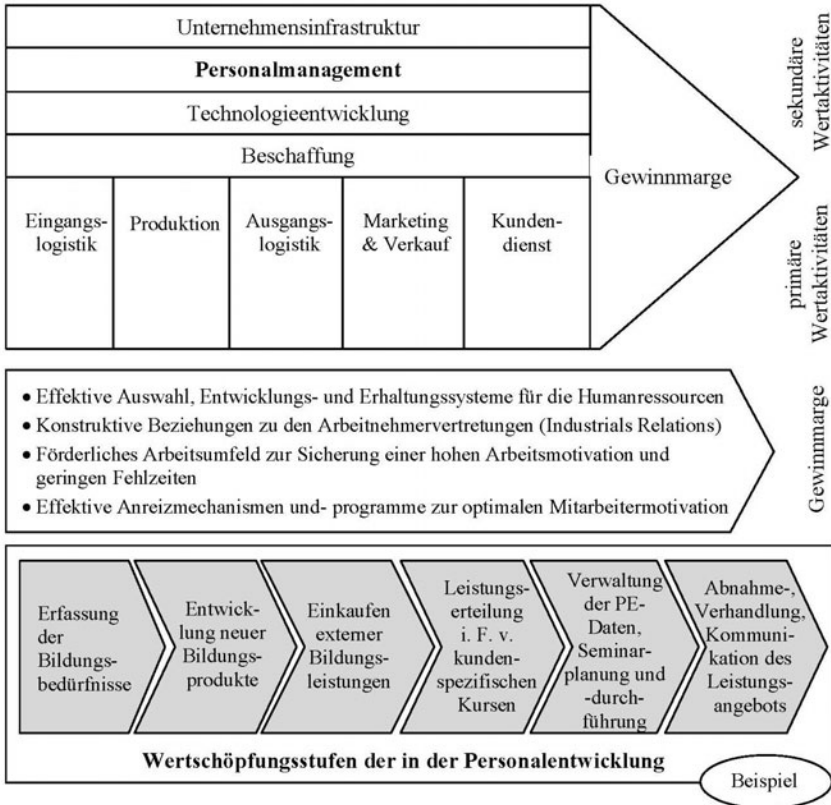 Unternehmensinfrastruktur
Personalmanagement
Technologieentwicklung
Beschaffung
Eingangs-
logistik
Produktion
Ausgangs-
logistik
Marketing
& Verkauf
Kunden-
dienst
Gewinnmarge
sekundäre
Wertaktivitäten
primäre
Wertaktivitäten
• Effektive Auswahl, Entwicklungs- und Erhaltungssysteme für die Humanressourcen
• Konstruktive Beziehungen zu den Arbeitnehmervertretungen (Industrials Relations)
• Förderliches Arbeitsumfeld zur Sicherung einer hohen Arbeitsmotivation und
geringen Fehlzeiten
• Effektive Anreizmechanismen und- programme zur optimalen Mitarbeitermotivation
Gewinnmarge
Erfassung
der
Bildungs-
bedürfnisse
Entwick-
lung neuer
Bildungs-
produkte
Einkaufen
externer
Bildungs-
leistungen
Leistungs-
erteilung
i. F. v.
kunden-
spezifischen
Kursen
Verwaltung
der PE-
Daten,
Seminar-
planung und
-durch-
führung
Abnahme-,
Verhandlung,
Kommuni-
kation des
Leistungs-
angebots
Wertschöpfungsstufen der in der Personalentwicklung
Beispiel